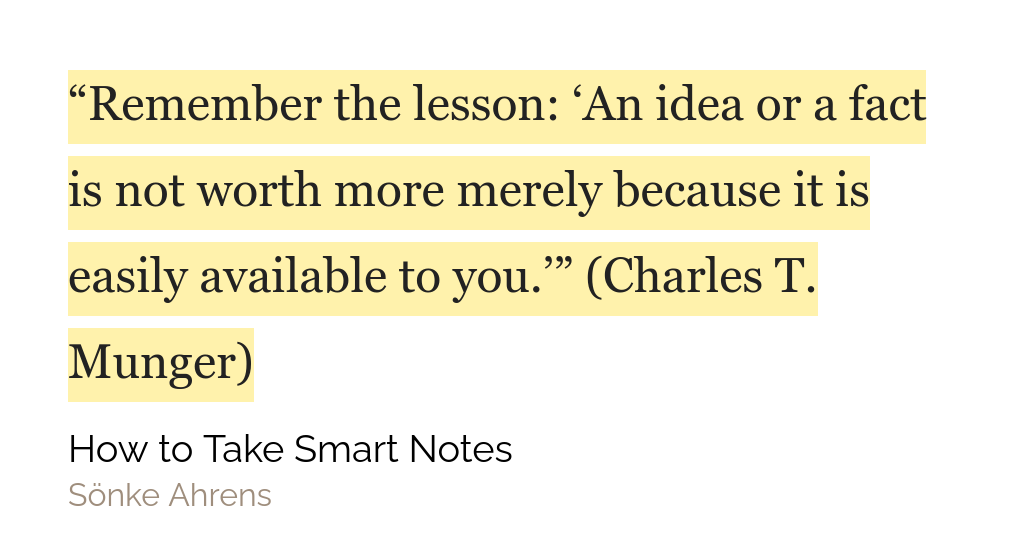 “Remember the lesson: ‘An idea or a fact
is not worth more merely because it is
easily available to you.’” (Charles T.
Munger)
How to Take Smart Notes
Sönke Ahrens